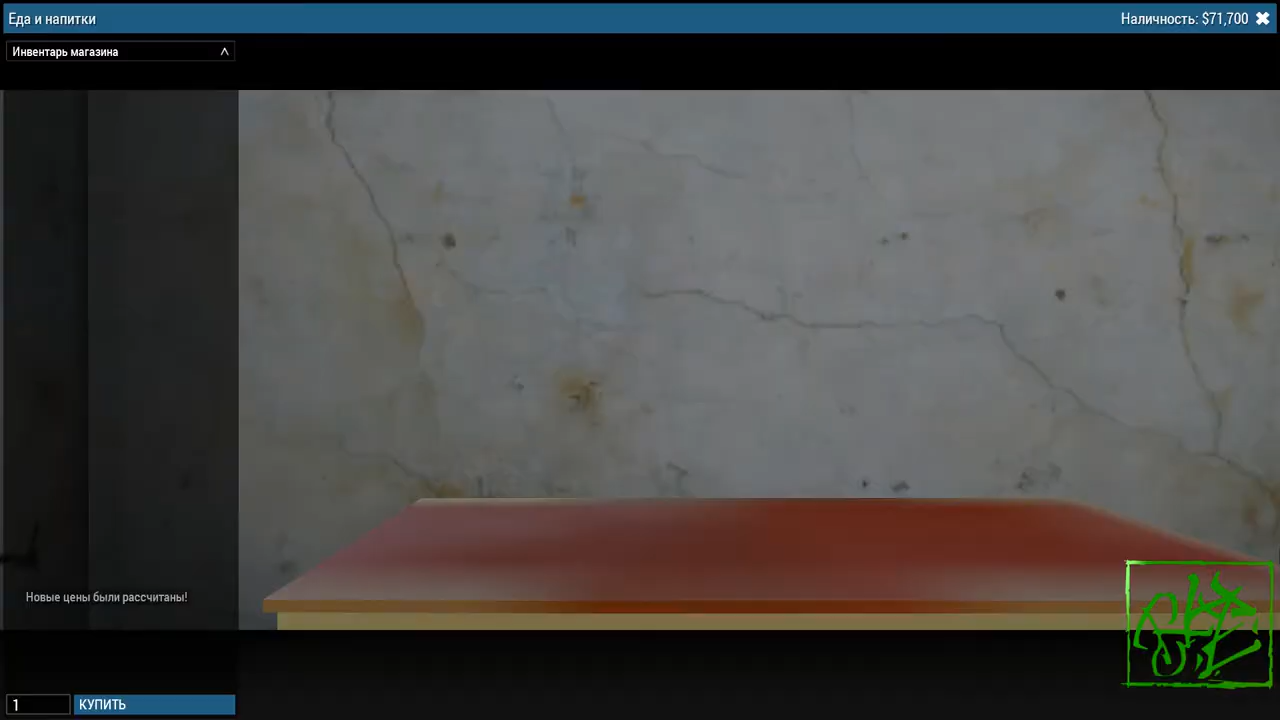 Еда и напитки
Наличность: $71,700
Инвентарь магазина
Новые цены были рассчитаны!
1
КУПИТЬ